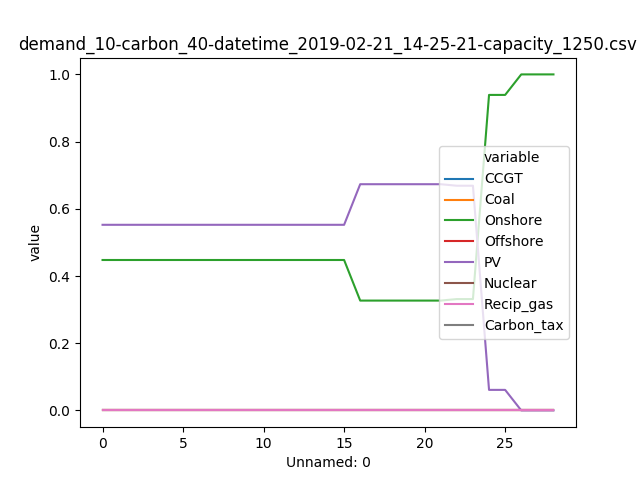 demand_10-carbon_40-datetime_2019-02-21_14-25-21-capacity_1250.csv
1.0
0.8
0.6
0.4
0.2
0.0
value
variable
CCGT
Coal
Onshore
Offshore
PV
Nuclear
Recip_gas
Carbon_tax
0 5 10 15 20 25
Unnamed: 0